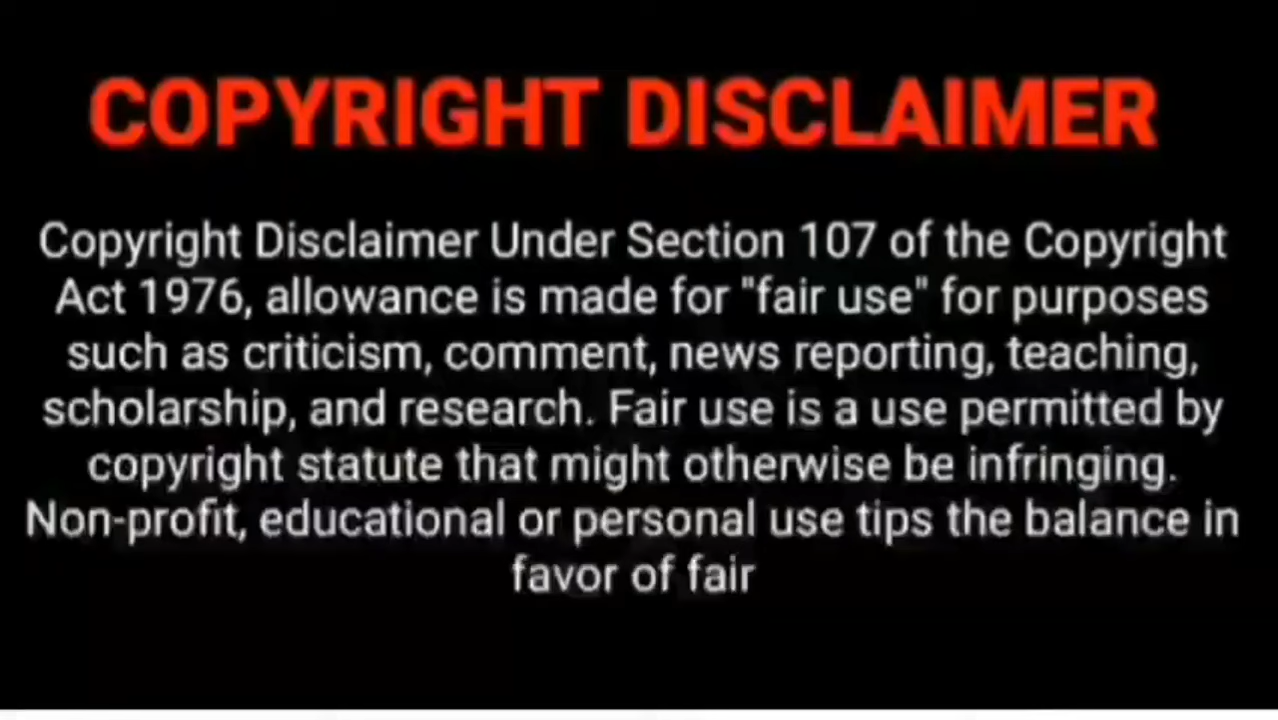 COPYRIGHT DISCLAIMER
Copyright Disclaimer Under Section 107 of the Copyright
Act 1976, allowance is made for "fair use" for purposes
such as criticism, comment, news reporting, teaching,
scholarship, and research. Fair use is a use permitted by
copyright statute that might otherwise be infringing.
Non-profit, educational or personal use tips the balance in
favor of fair